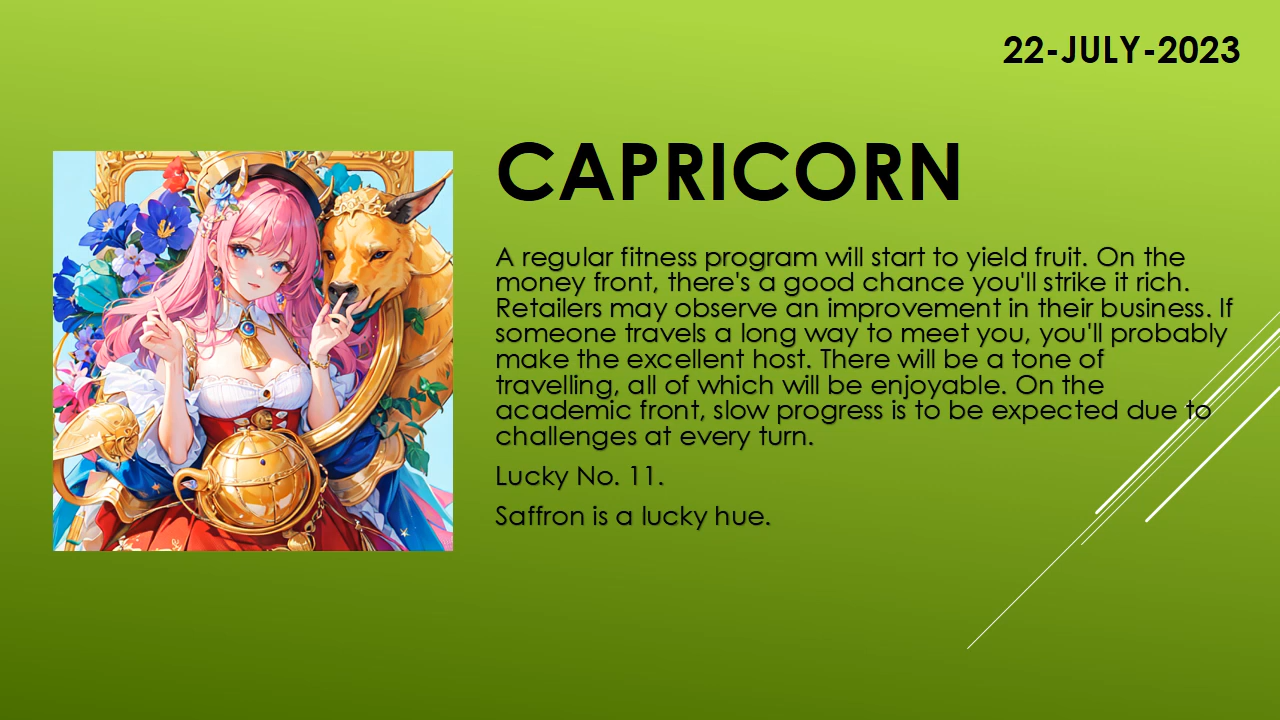 22-JULY-2023
CAPRICORN
A regular fitness program will start to yield fruit. On the
money front, there's a good chance you'll strike it rich.
Retailers may observe an improvement in their business. If
someone travels a long way to meet you, you'll probably
make the excellent host. There will be a tone of
travelling, all of which will be enjoyable. On the
academic front, slow progress is to be expected due to
challenges at every turn.
Lucky No. 11.
Saffron is a lucky hue.